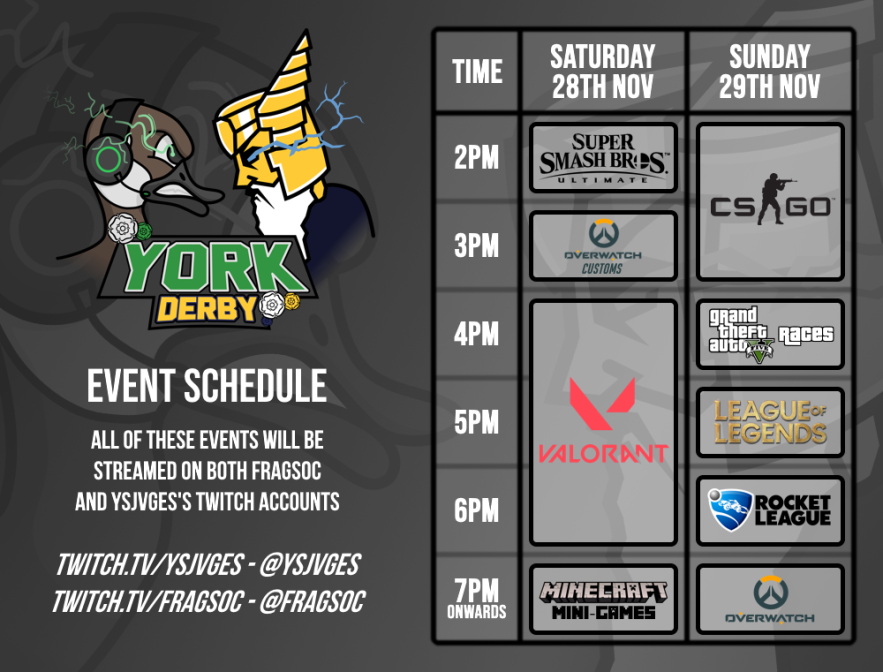 YORK
DERBY
EVENT SCHEDULE
ALL OF THESE EVENTS WILL BE
STREAMED ON BOTH FRAGSOC
AND YSJVGES'S TWITCH ACCOUNTS
TWITCH.TV/YSJVGES - @YSJVGES
TWITCH.TV/FRAGSOC - @FRAGSOC
TIME
SATURDAY
28TH NOV
SUNDAY
29TH NOV
2PM
SUPER
SMASH BROS.™
ULTIMATE
CS GO
3PM
OVERWATCH
CUSTOMS
4PM
VALORANT
grand
theft
auto V
FIVE
Races
5PM
LEAGUE OF
LEGENDS
6PM
ROCKET
LEAGUE
7PM
ONWARDS
MINECRAFT
MINI-GAMES
OVERWATCH